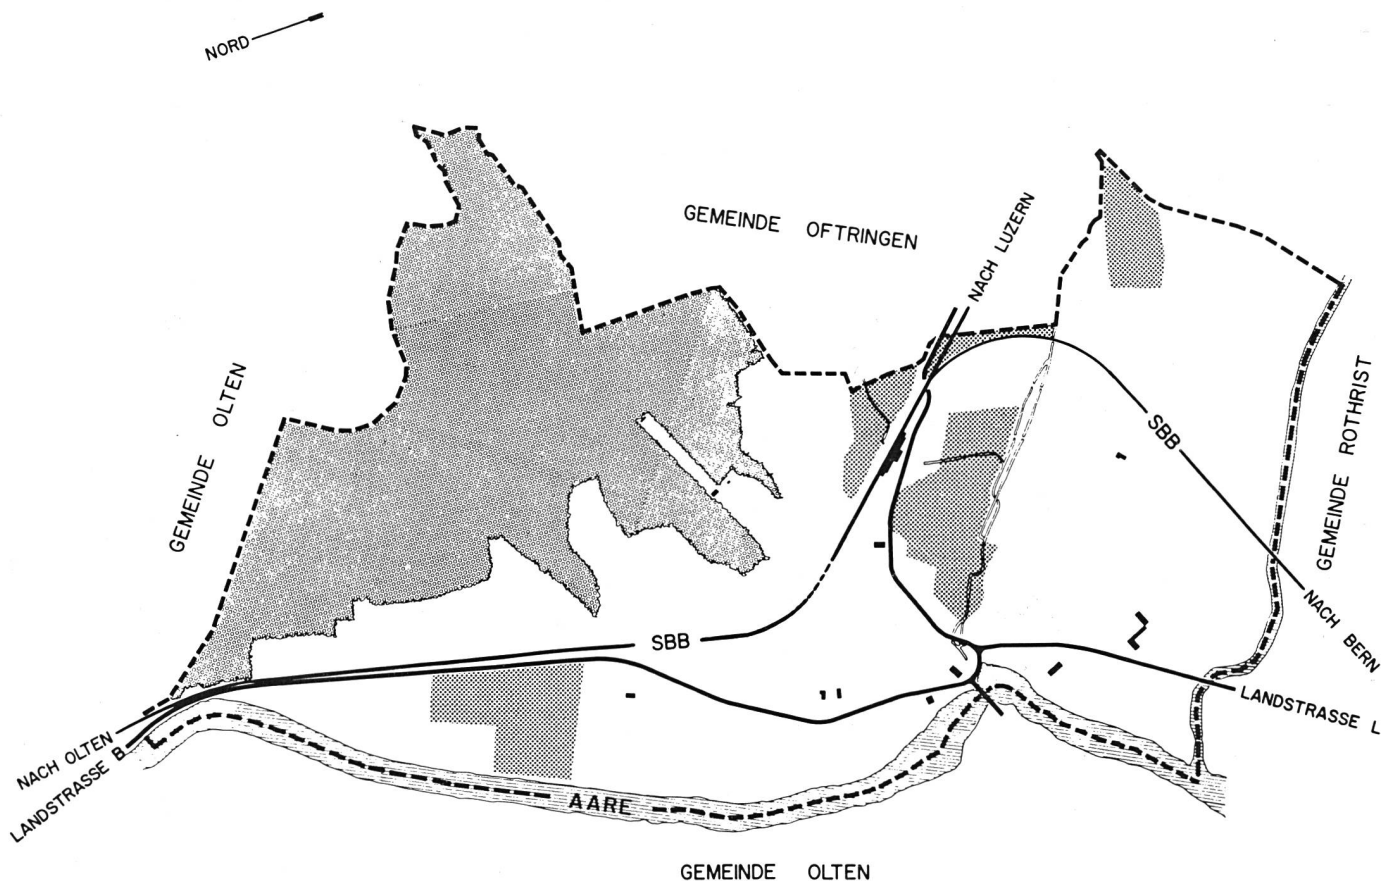 NORD
GEMEINDE OFTRINGEN
NACH LUZERN
GEMEINDE OLTEN
GEMEINDE ROTHRIST
SBB
SBB
NACH BERN
LANDSTRASSE L
NACH OLTEN
LANDSTRASSE B
AARE
GEMEINDE OLTEN